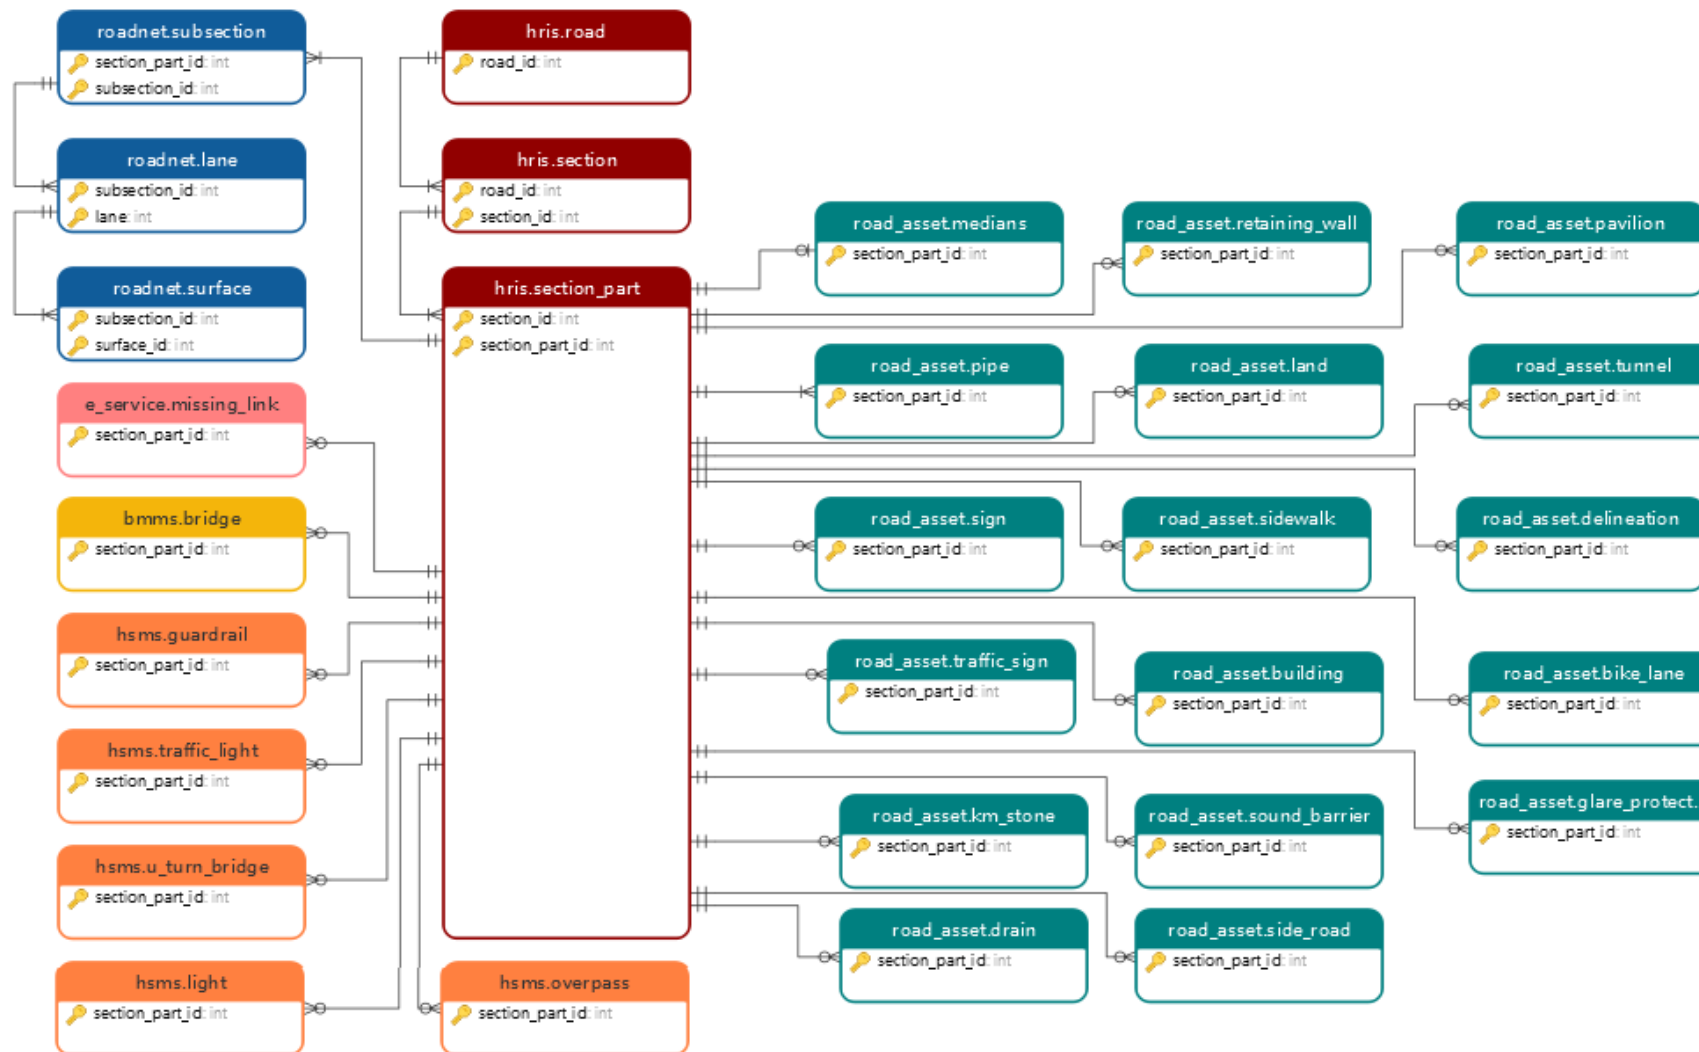 roadnet.subsection
section_part_id: int
subsection_id: int
roadnet.lane
subsection_id: int
lane: int
roadnet.surface
subsection_id: int
surface_id: int
e_service.missing_link
section_part_id: int
bmms.bridge
section_part_id: int
hsms.guardrail
section_part_id: int
hsms.traffic_light
section_part_id: int
hsms.u_turn_bridge
section_part_id: int
hsms.light
section_part_id: int
hris.road
road_id: int
hris.section
road_id: int
section_id: int
hris.section_part
section_id: int
section_part_id: int
hsms.overpass
section_part_id: int
road_asset.medians
section_part_id: int
road_asset.retaining_wall
section_part_id: int
road_asset.pavilion
section_part_id: int
road_asset.pipe
section_part_id: int
road_asset.land
section_part_id: int
road_asset.tunnel
section_part_id: int
road_asset.sign
section_part_id: int
road_asset.sidewalk
section_part_id: int
road_asset.delineation
section_part_id: int
road_asset.traffic_sign
section_part_id: int
road_asset.building
section_part_id: int
road_asset.bike_lane
section_part_id: int
road_asset.km_stone
section_part_id: int
road_asset.sound_barrier
section_part_id: int
road_asset.glare_protect.
section_part_id: int
road_asset.drain
section_part_id: int
road_asset.side_road
section_part_id: int